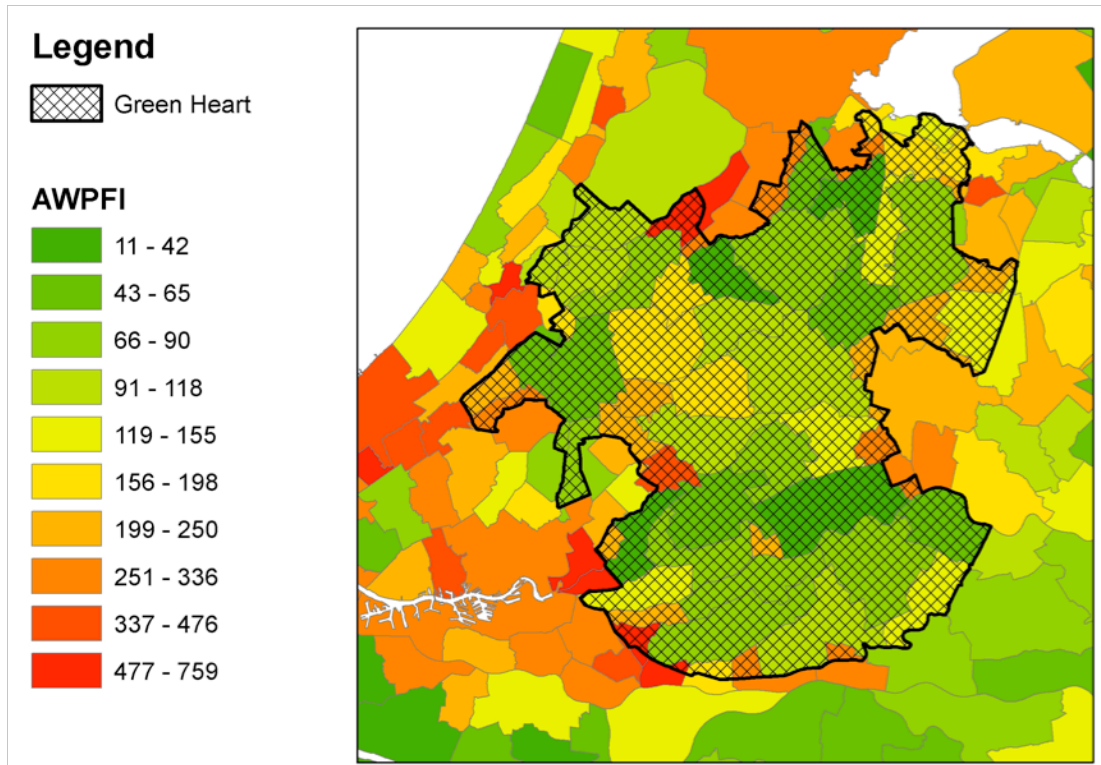 Legend
Green Heart
AWPFI
11 - 42
43 - 65
66 - 90
91 - 118
119 - 155
156 - 198
199 - 250
251 - 336
337 - 476
477 - 759